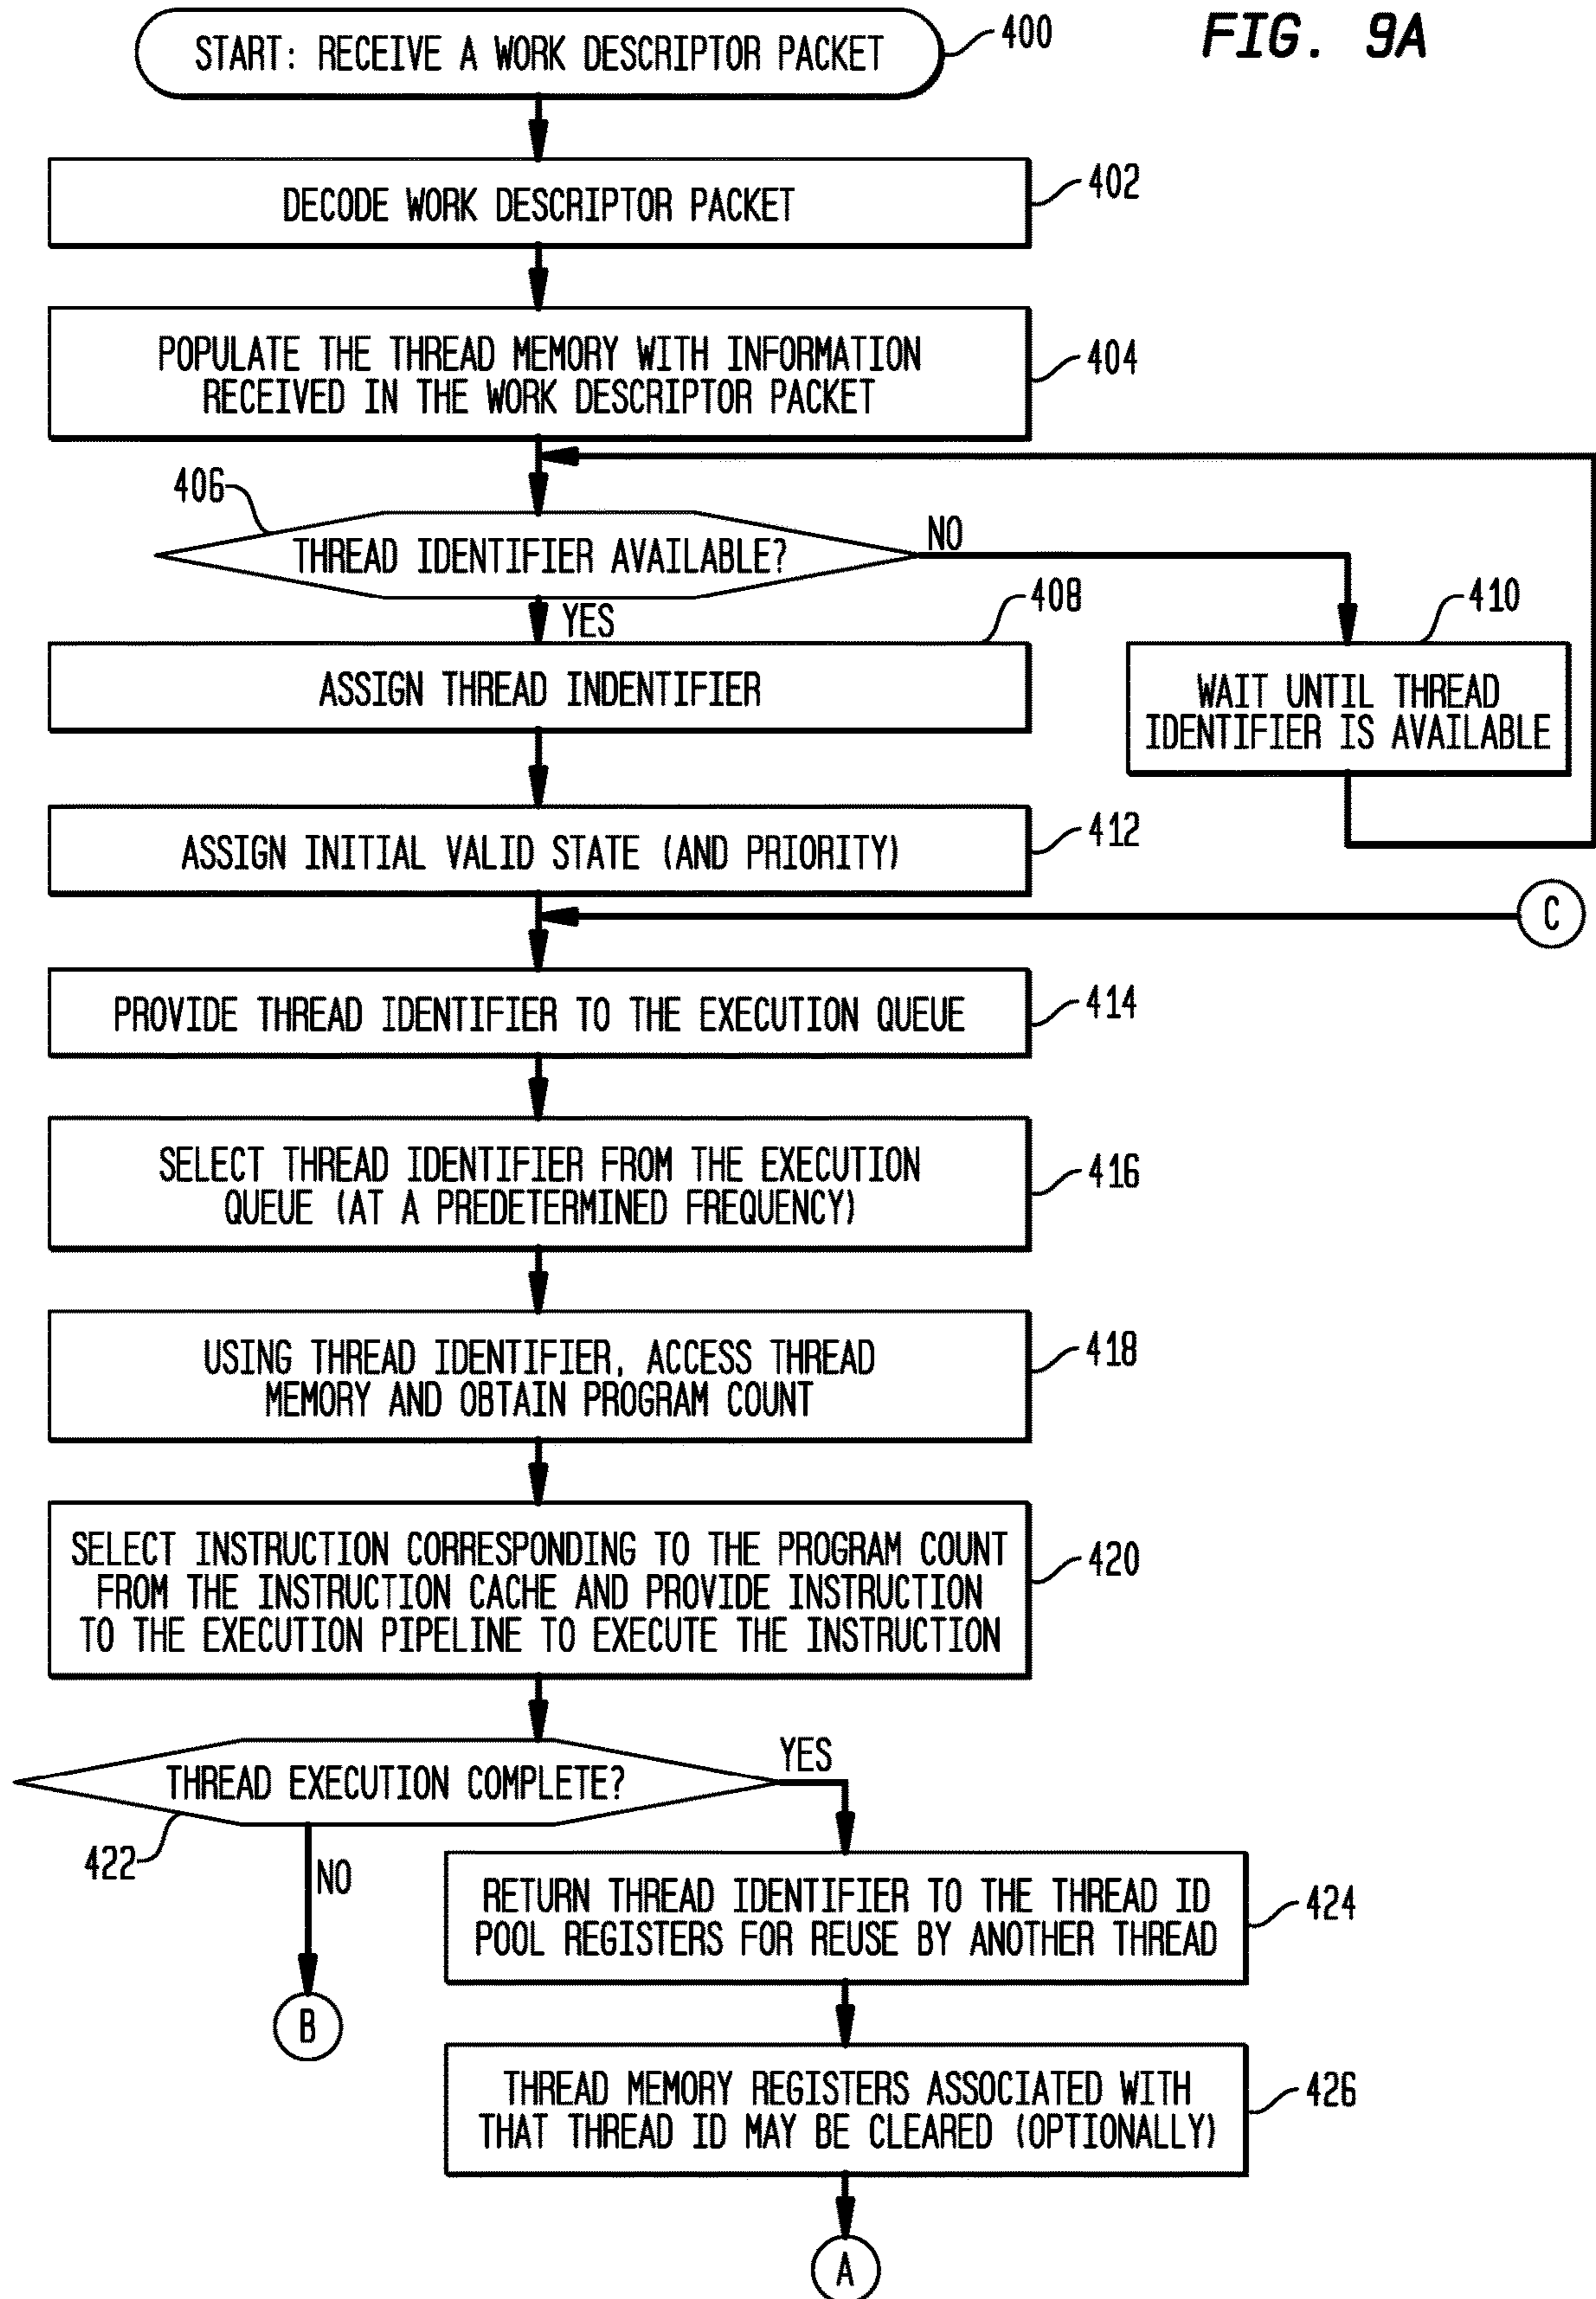 FIG. 9A
START: RECEIVE A WORK DESCRIPTOR PACKET
400
DECODE WORK DESCRIPTOR PACKET
402
POPULATE THE THREAD MEMORY WITH INFORMATION
RECEIVED IN THE WORK DESCRIPTOR PACKET
404
406
THREAD IDENTIFIER AVAILABLE?
NO
YES
408
ASSIGN THREAD INDENTIFIER
410
WAIT UNTIL THREAD
IDENTIFIER IS AVAILABLE
ASSIGN INITIAL VALID STATE (AND PRIORITY)
412
C
PROVIDE THREAD IDENTIFIER TO THE EXECUTION QUEUE
414
SELECT THREAD IDENTIFIER FROM THE EXECUTION
QUEUE (AT A PREDETERMINED FREQUENCY)
416
USING THREAD IDENTIFIER, ACCESS THREAD
MEMORY AND OBTAIN PROGRAM COUNT
418
SELECT INSTRUCTION CORRESPONDING TO THE PROGRAM COUNT
FROM THE INSTRUCTION CACHE AND PROVIDE INSTRUCTION
TO THE EXECUTION PIPELINE TO EXECUTE THE INSTRUCTION
420
THREAD EXECUTION COMPLETE?
YES
422
NO
B
RETURN THREAD IDENTIFIER TO THE THREAD ID
POOL REGISTERS FOR REUSE BY ANOTHER THREAD
424
THREAD MEMORY REGISTERS ASSOCIATED WITH
THAT THREAD ID MAY BE CLEARED (OPTIONALLY)
426
A